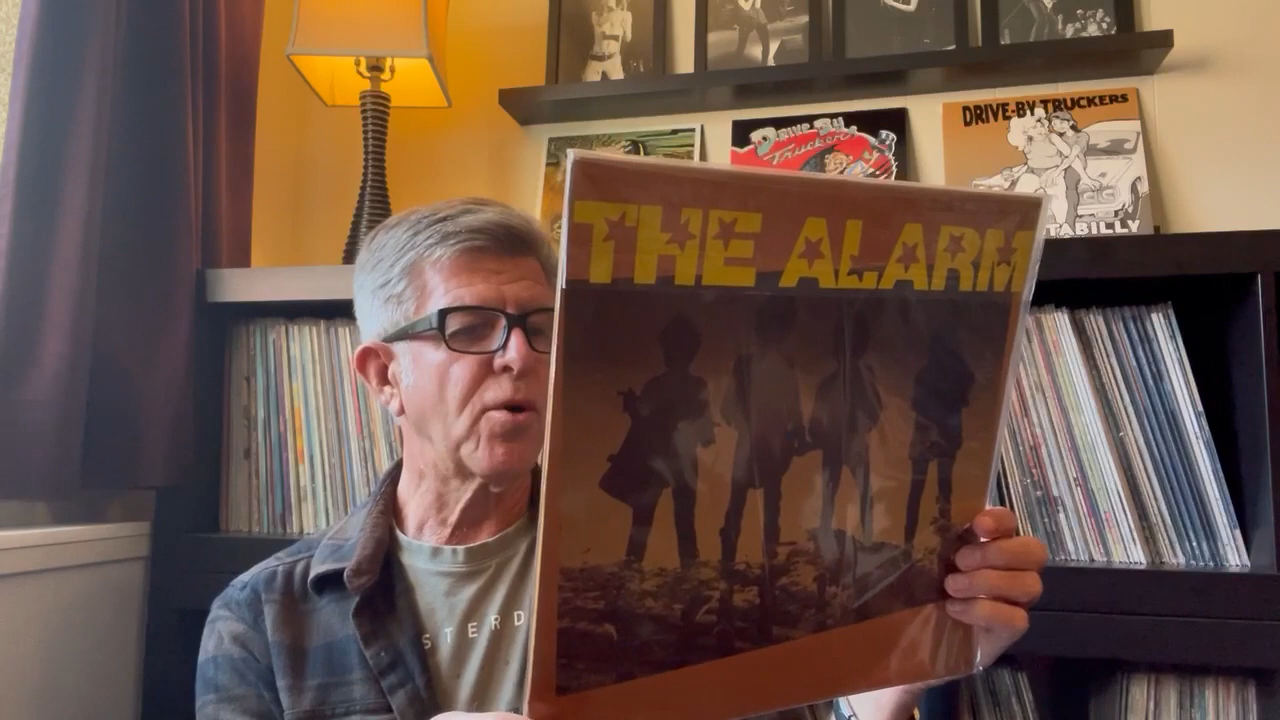 DRIVE-BY TRUCKERS
DRIVE BY
Truckers
TABILLY
THE ALARM
STERD